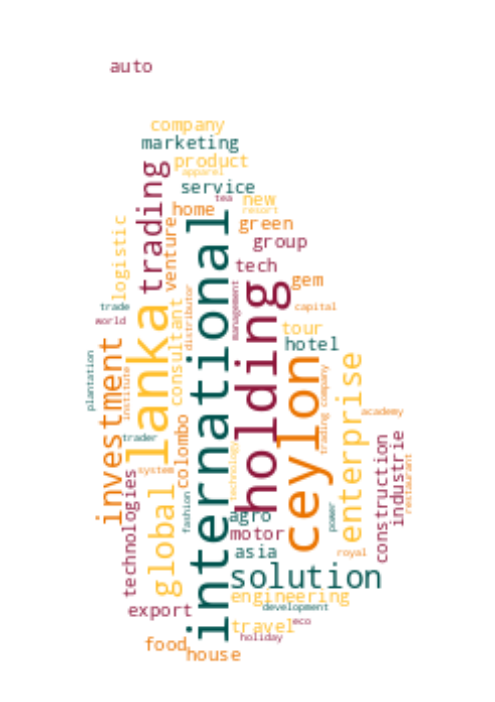 auto
company
marketing
product
apparel
service
tea
new
home
resort
trading
green
logistic
venture
group
international
tech
gem
holding
management
distributor
consultant
capital
trade
world
lanka
tour
hotel
investment
plantation
ceylon
enterprise
institute
company
academy
trading
colombo
trader
construction
industrie
restaurant
technology
system
technologies
global
fashion
agro
power
motor
asia
royal
solution
engineering
export
development
travel
eco
holiday
food
house